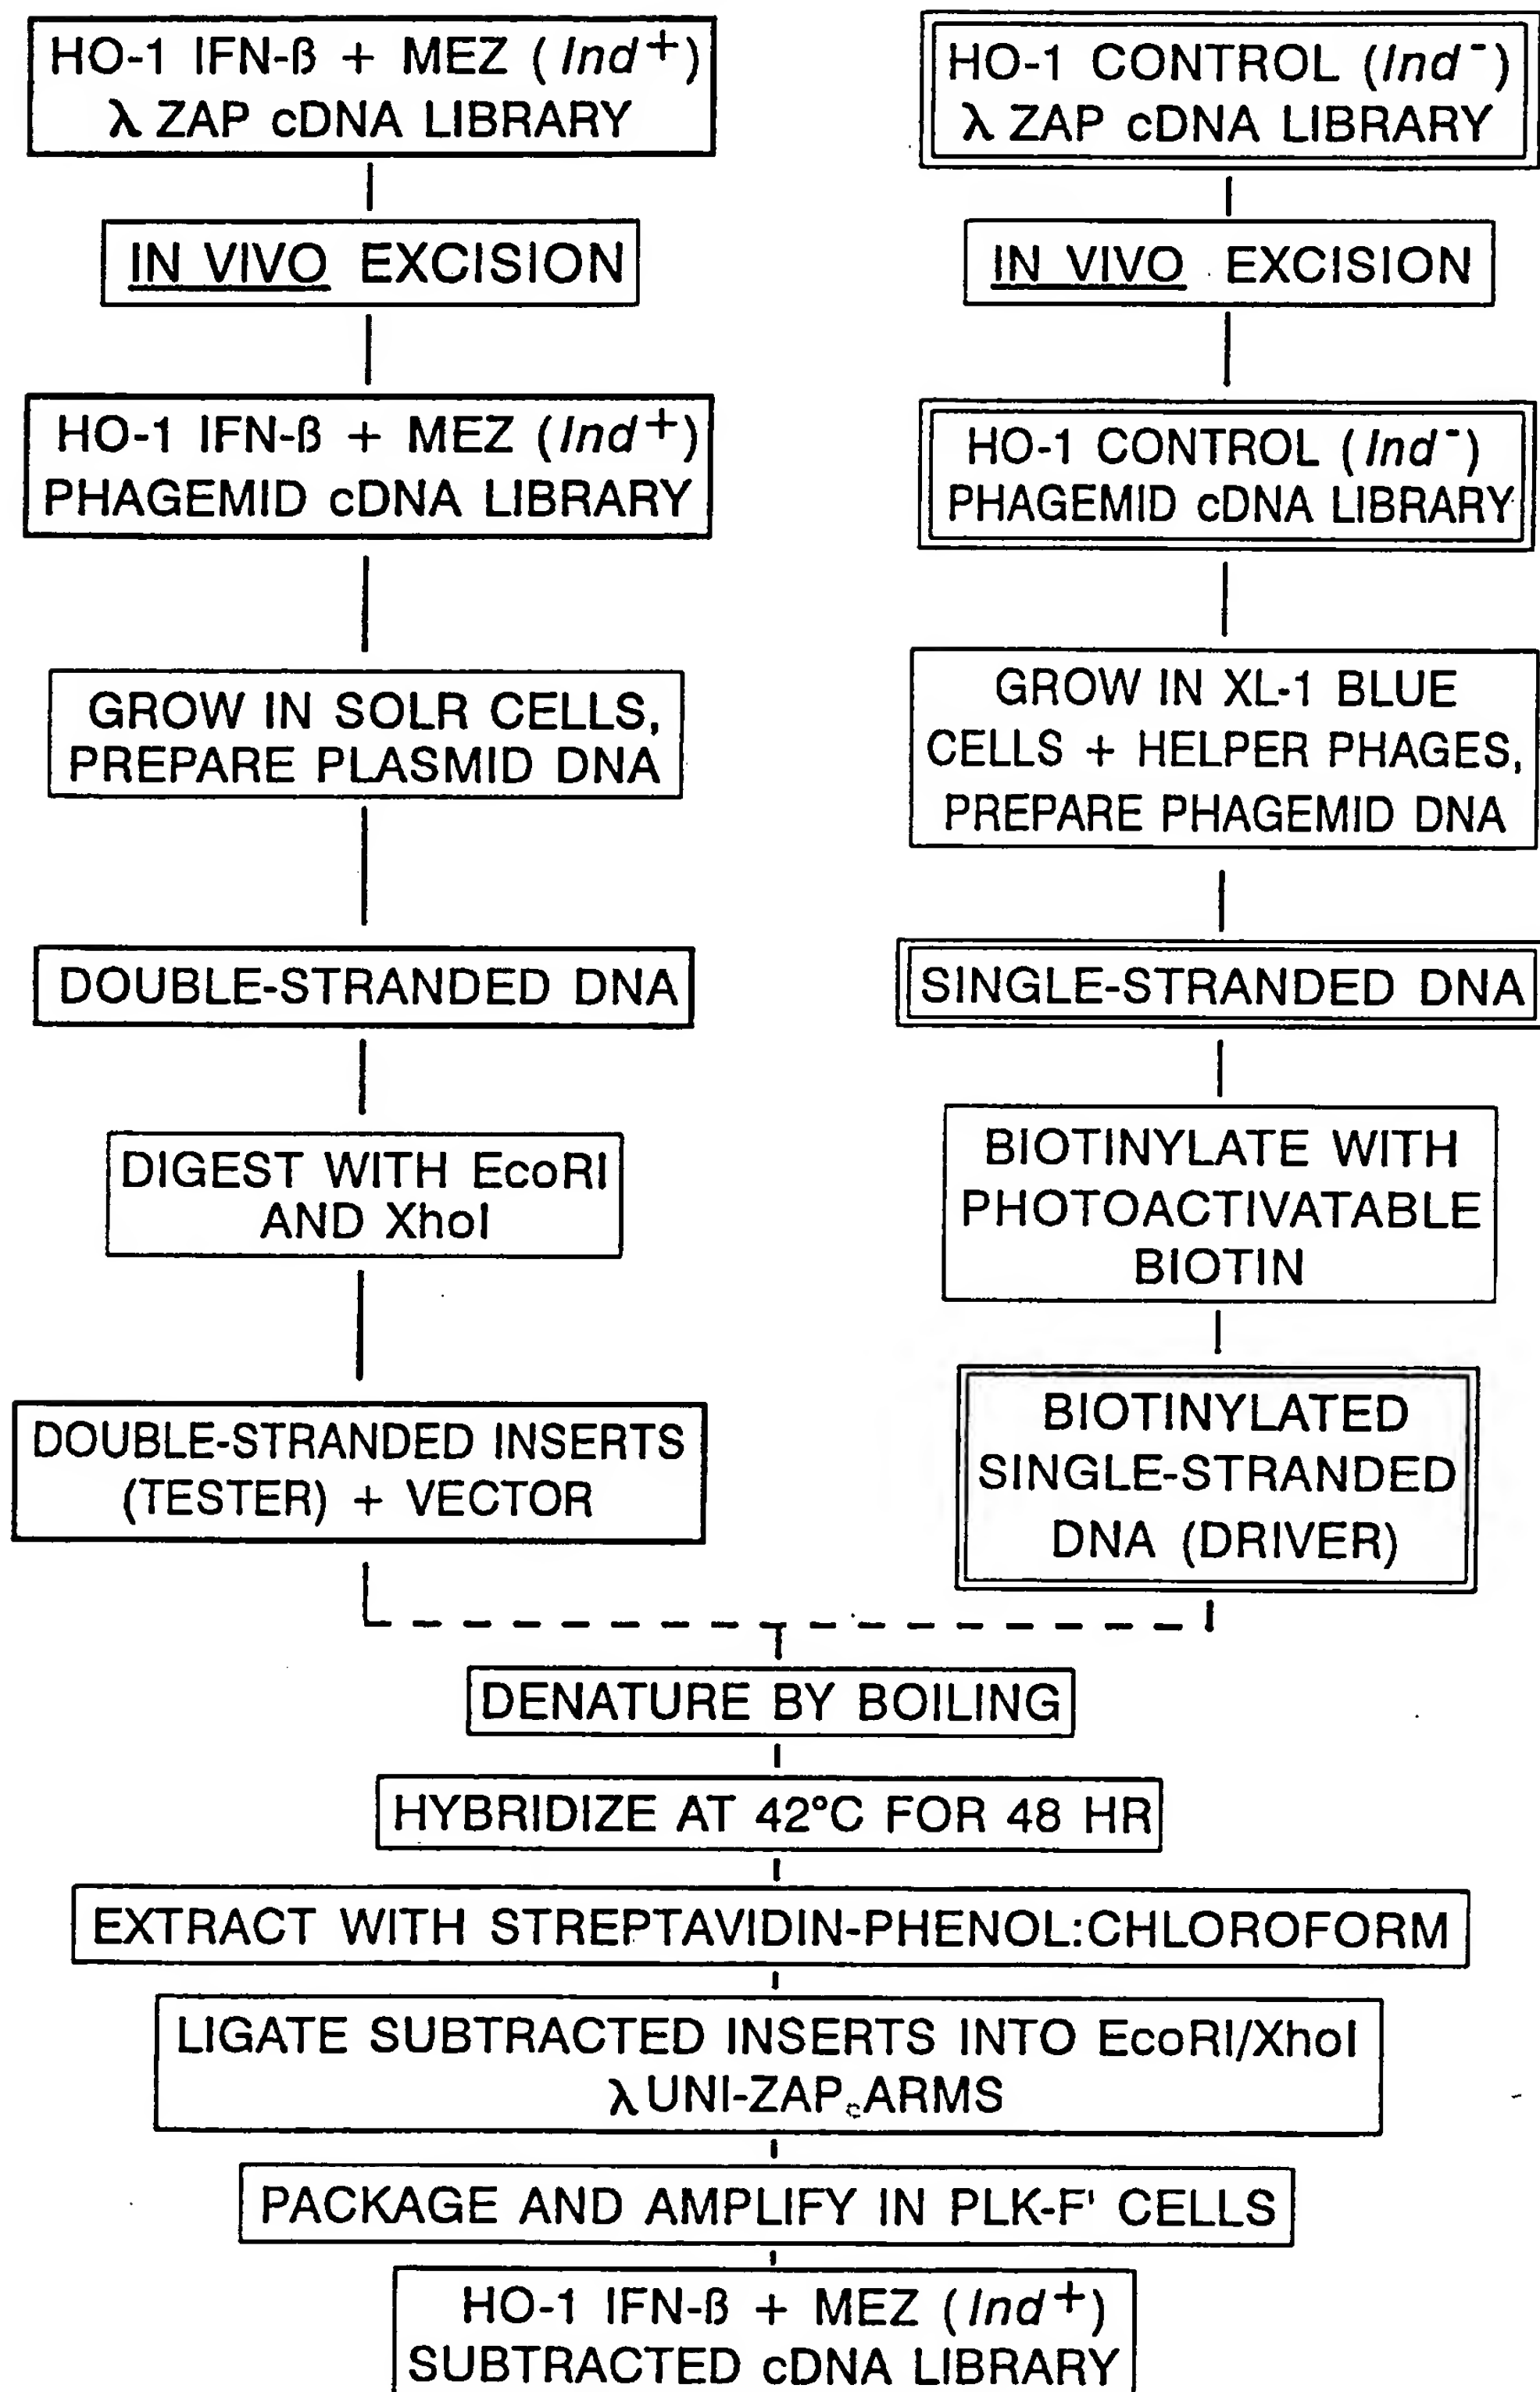 HO-1 IFN-β + MEZ (Ind+)
λ ZAP cDNA LIBRARY
IN VIVO EXCISION
HO-1 IFN-β + MEZ (Ind+)
PHAGEMID cDNA LIBRARY
GROW IN SOLR CELLS,
PREPARE PLASMID DNA
DOUBLE-STRANDED DNA
DIGEST WITH EcoRI
AND XhoI
DOUBLE-STRANDED INSERTS
(TESTER) + VECTOR
HO-1 CONTROL (Ind-)
λ ZAP cDNA LIBRARY
IN VIVO EXCISION
HO-1 CONTROL (Ind-)
PHAGEMID cDNA LIBRARY
GROW IN XL-1 BLUE
CELLS + HELPER PHAGES,
PREPARE PHAGEMID DNA
SINGLE-STRANDED DNA
BIOTINYLATE WITH
PHOTOACTIVATABLE
BIOTIN
BIOTINYLATED
SINGLE-STRANDED
DNA (DRIVER)
DENATURE BY BOILING
HYBRIDIZE AT 42°C FOR 48 HR
EXTRACT WITH STREPTAVIDIN-PHENOL:CHLOROFORM
LIGATE SUBTRACTED INSERTS INTO EcoRI/XhoI
λ UNI-ZAP ARMS
PACKAGE AND AMPLIFY IN PLK-F' CELLS
HO-1 IFN-β + MEZ (Ind+)
SUBTRACTED cDNA LIBRARY